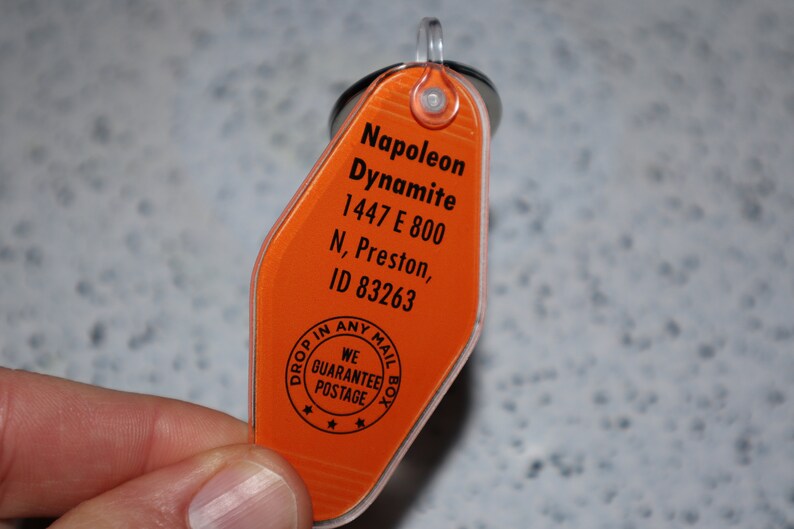 Napoleon
Dynamite
1447 E 800
N, Preston,
ID 83263
DROP IN ANY MAIL BOX
WE
GUARANTEE
POSTAGE